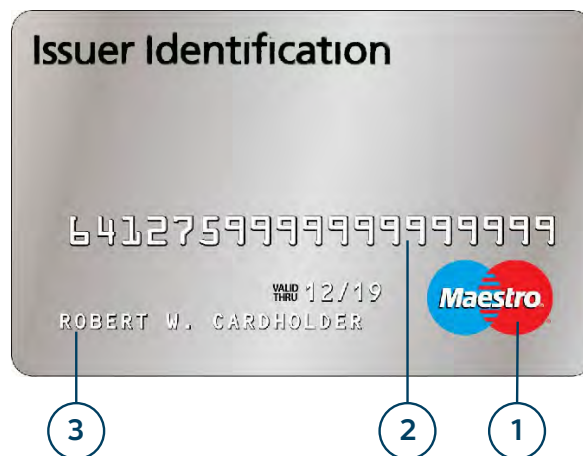 Issuer Identification
6412759999999999999
VALID THRU 12/19
Maestro
ROBERT W. CARDHOLDER
3 2 1